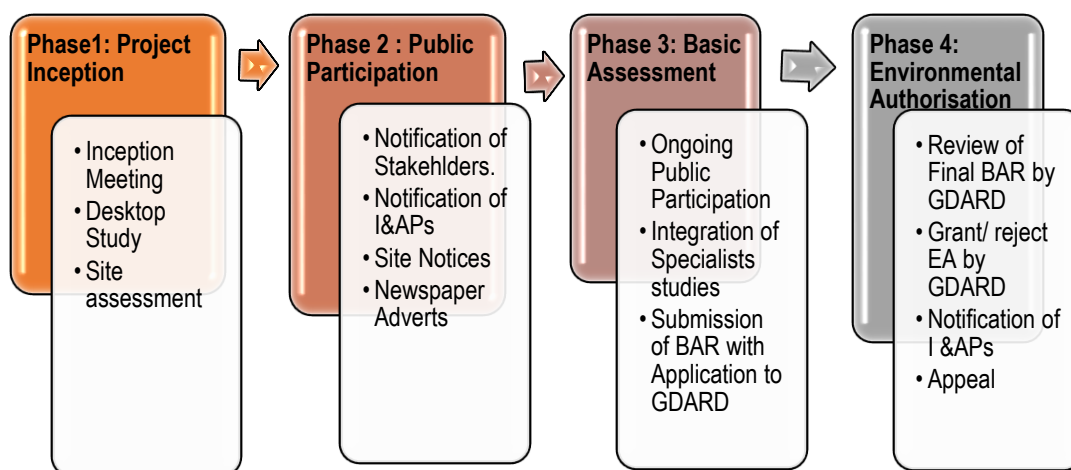 Phase1: Project
Inception
• Inception
Meeting
• Desktop
Study
• Site
assessment
Phase 2 : Public
Participation
• Notification of
Stakehlders.
• Notification of
I&APs
• Site Notices
• Newspaper
Adverts
Phase 3: Basic
Assessment
• Ongoing
Public
Participation
• Integration of
Specialists
studies
• Submission
of BAR with
Application to
GDARD
Phase 4:
Environmental
Authorisation
• Review of
Final BAR by
GDARD
• Grant/ reject
EA by
GDARD
• Notification of
I &APs
• Appeal